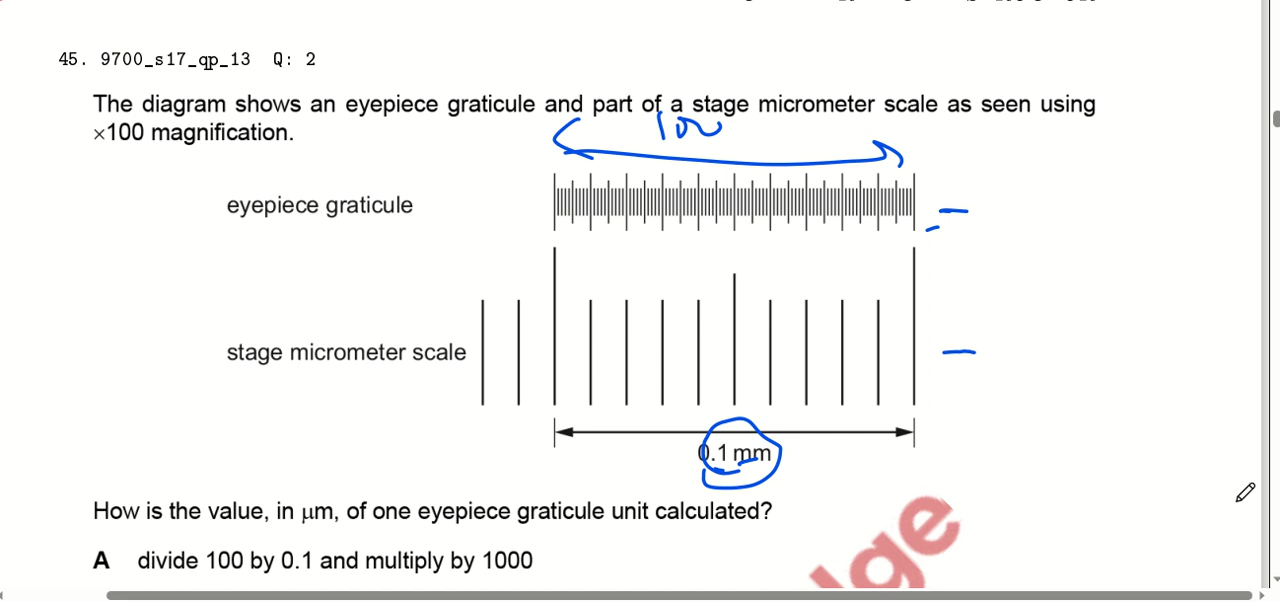 45. 9700_s17_qp_13 Q: 2
The diagram shows an eyepiece graticule and part of a stage micrometer scale as seen using
×100 magnification.
100
eyepiece graticule
stage micrometer scale
0.1 mm
How is the value, in μm, of one eyepiece graticule unit calculated?
A divide 100 by 0.1 and multiply by 1000